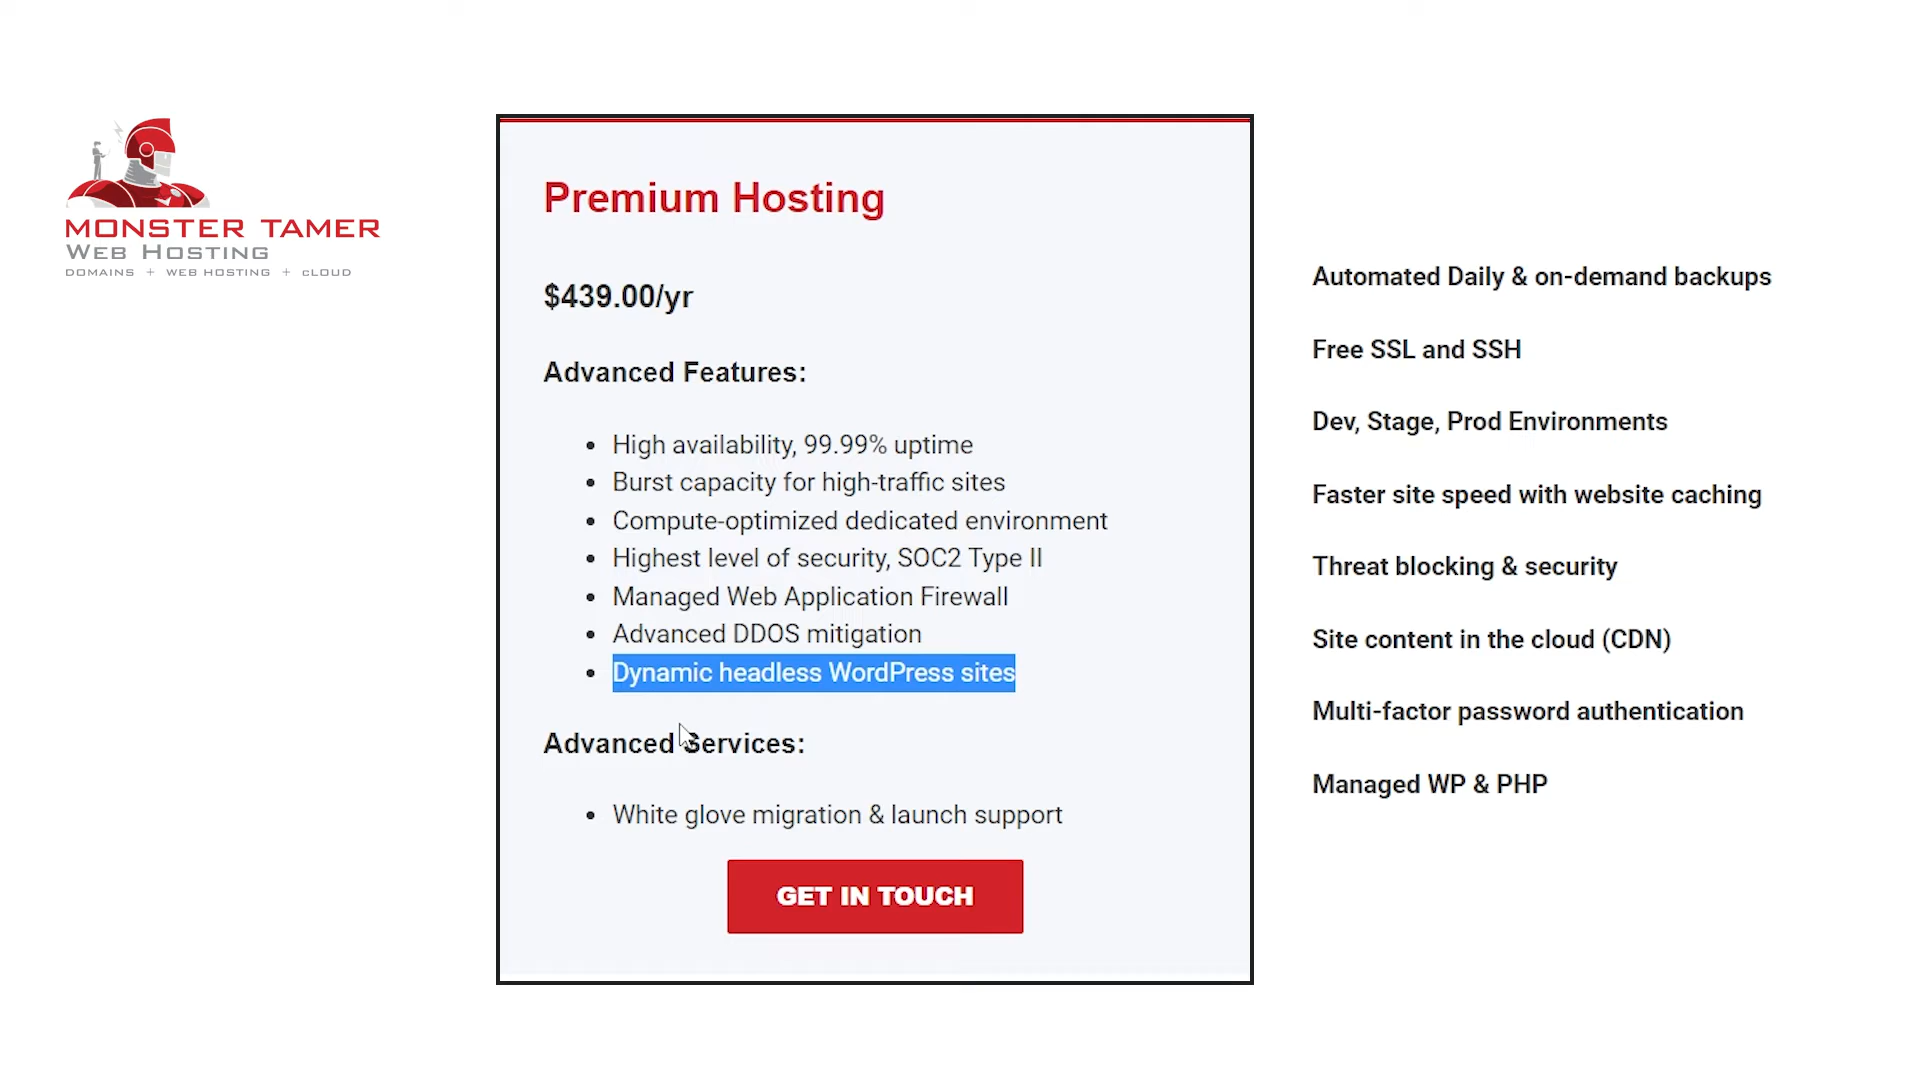 MONSTER TAMER
WEB HOSTING
DOMAINS + WEB HOSTING + cLOUD
Premium Hosting
$439.00/yr
Advanced Features:
• High availability, 99.99% uptime
• Burst capacity for high-traffic sites
• Compute-optimized dedicated environment
• Highest level of security, SOC2 Type II
• Managed Web Application Firewall
• Advanced DDOS mitigation
• Dynamic headless WordPress sites
Advanced Services:
• White glove migration & launch support
GET IN TOUCH
Automated Daily & on-demand backups
Free SSL and SSH
Dev, Stage, Prod Environments
Faster site speed with website caching
Threat blocking & security
Site content in the cloud (CDN)
Multi-factor password authentication
Managed WP & PHP